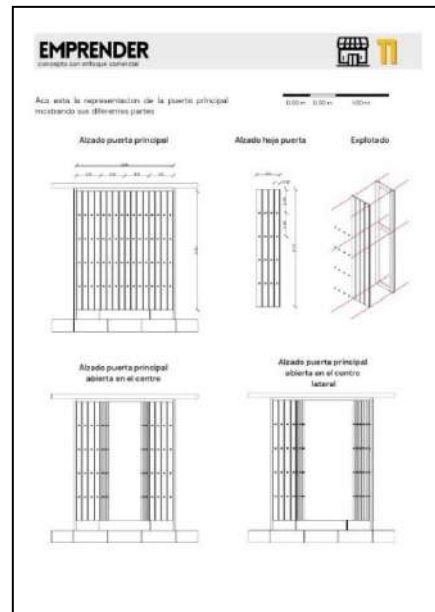 EMPRENDER
concepto con enfoque comercial
11
Aca esta la representacion de la puerta principal
mostrando sus diferentes partes
Alzado puerta principal
Alzado hoja puerta
Explotado
Alzado puerta principal
abierta en el centro
Alzado puerta principal
abierta en el centro
lateral